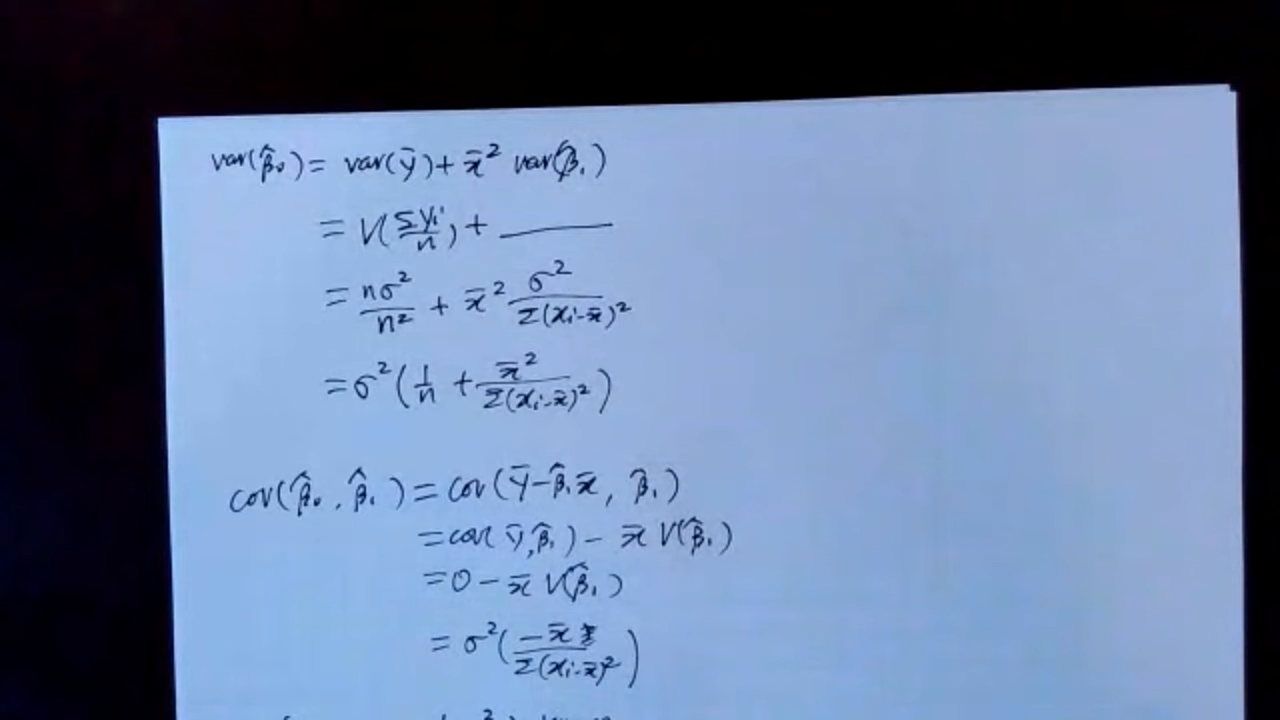 var(β̂₀) = var(ȳ) + x̄² var(β̂₁)
= V(Σyᵢ/n) + ______
= nσ²/n² + x̄² σ²/Σ(xᵢ-x̄)²
= σ²(1/n + x̄²/Σ(xᵢ-x̄)²)
cov(β̂₀, β̂₁) = cov(ȳ-β̂₁x̄, β̂₁)
= cov(ȳ, β̂₁) - x̄ V(β̂₁)
= 0 - x̄ V(β̂₁)
= σ²(-x̄/Σ(xᵢ-x̄)²)